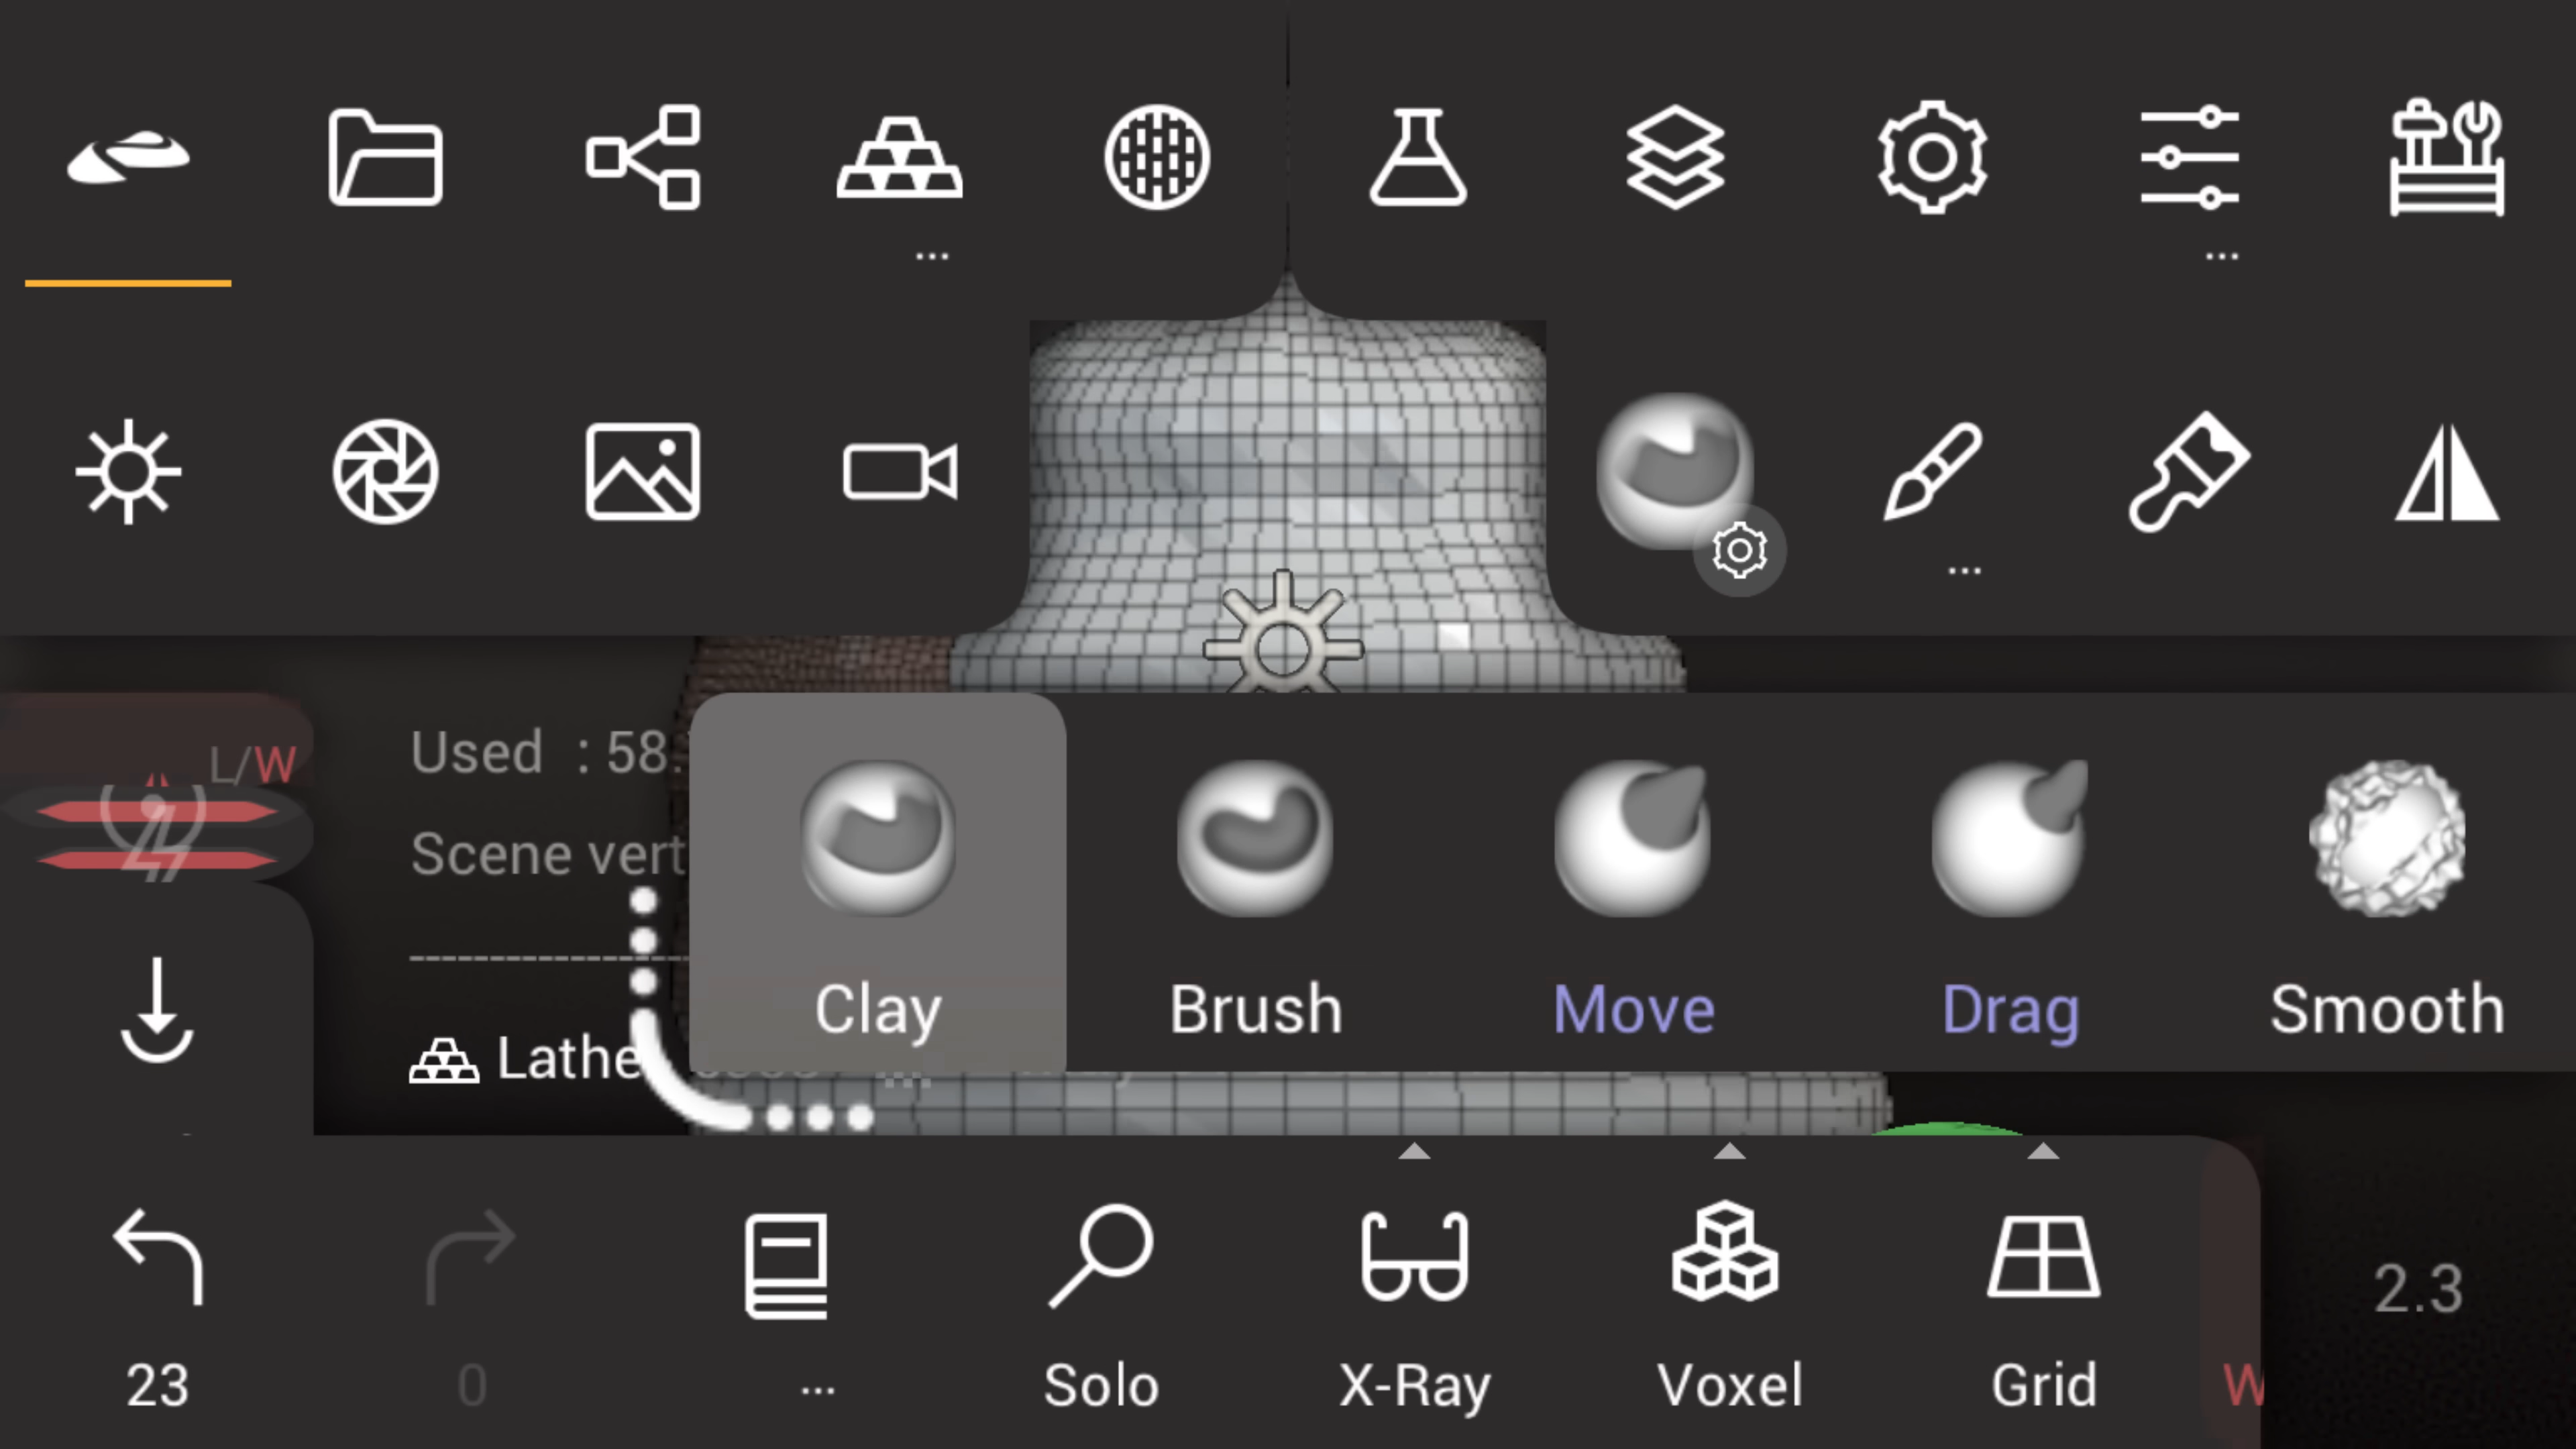 ...
...
...
L/W
Used : 58.
Scene vert
Lathe
Clay
Brush
Move
Drag
Smooth
2.3
23
0
...
Solo
X-Ray
Voxel
Grid
W